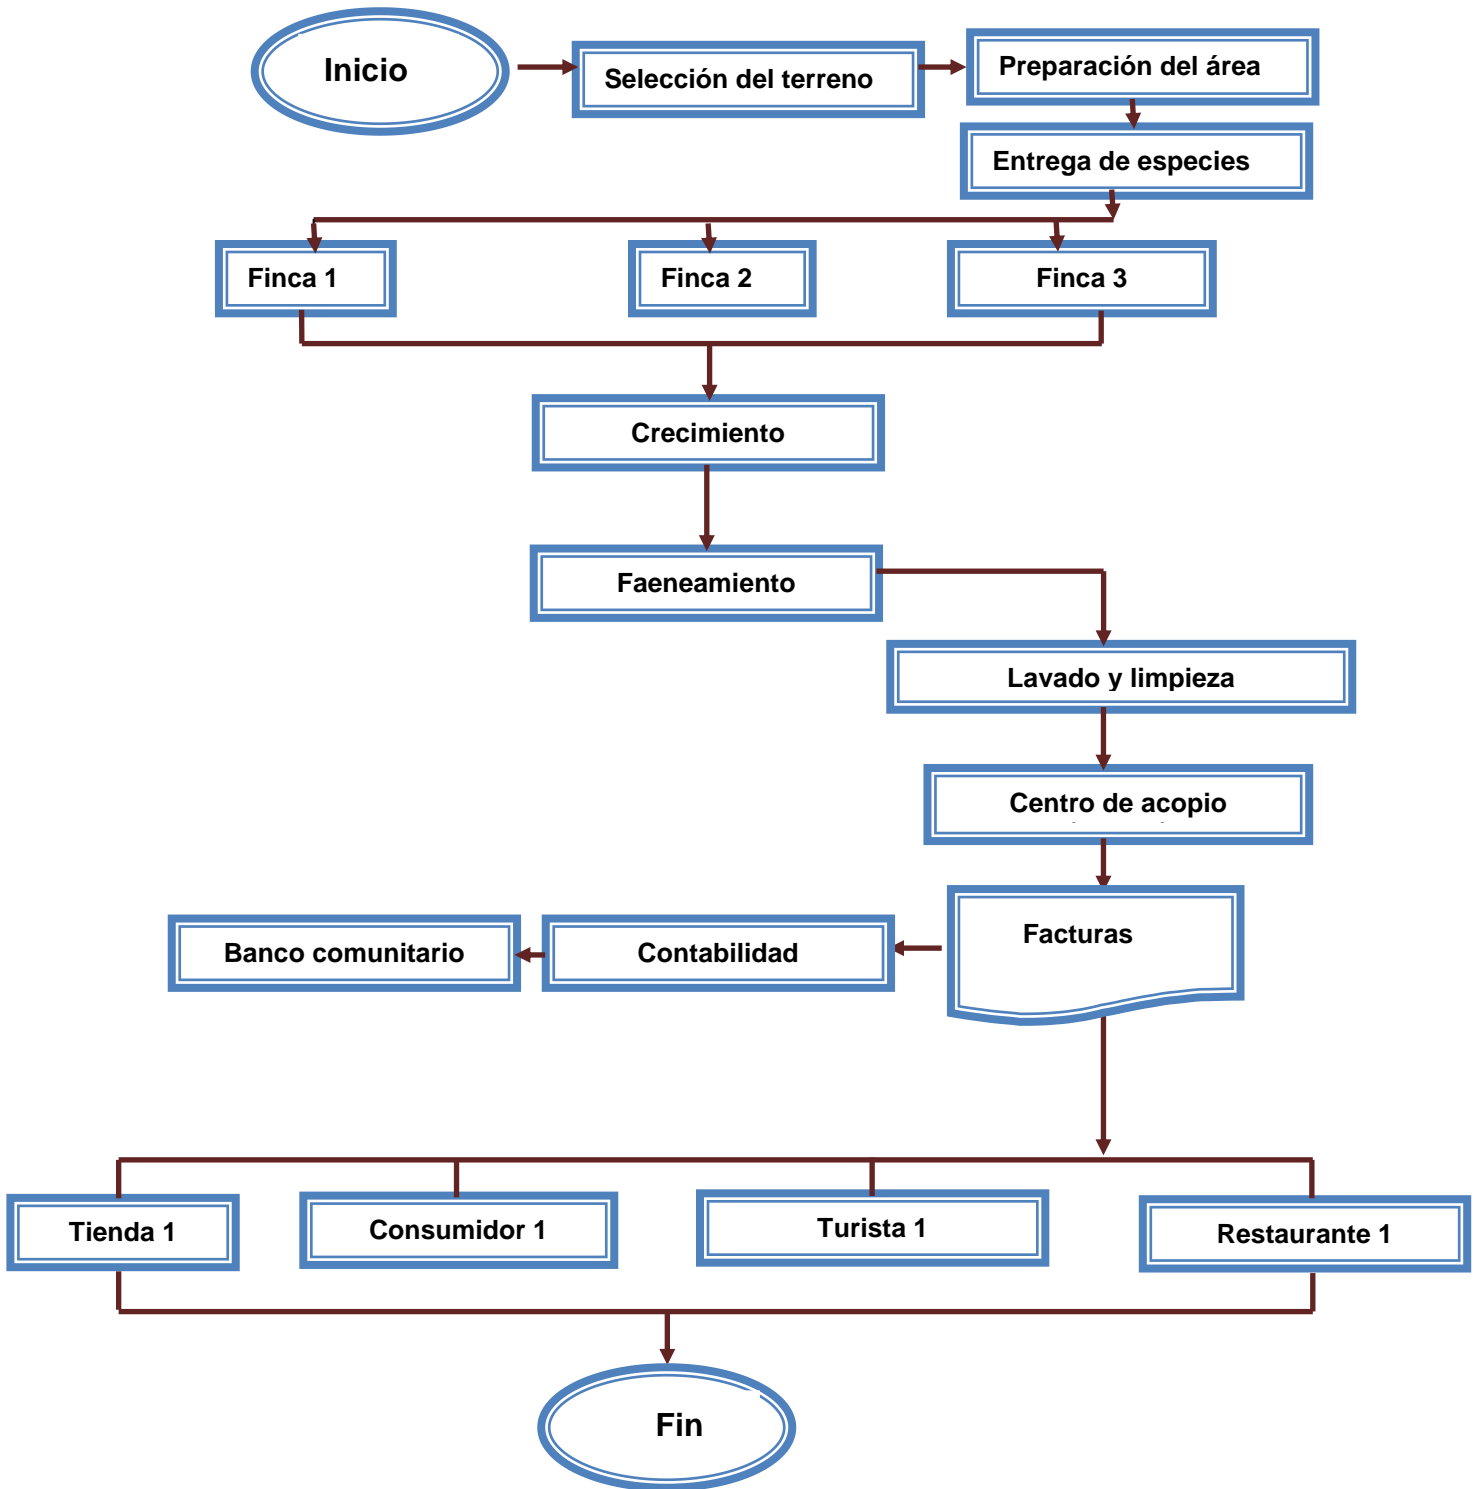 Inicio
Selección del terreno
Preparación del área
Entrega de especies
Finca 1
Finca 2
Finca 3
Crecimiento
Faeneamiento
Lavado y limpieza
Centro de acopio
Facturas
Contabilidad
Banco comunitario
Tienda 1
Consumidor 1
Turista 1
Restaurante 1
Fin